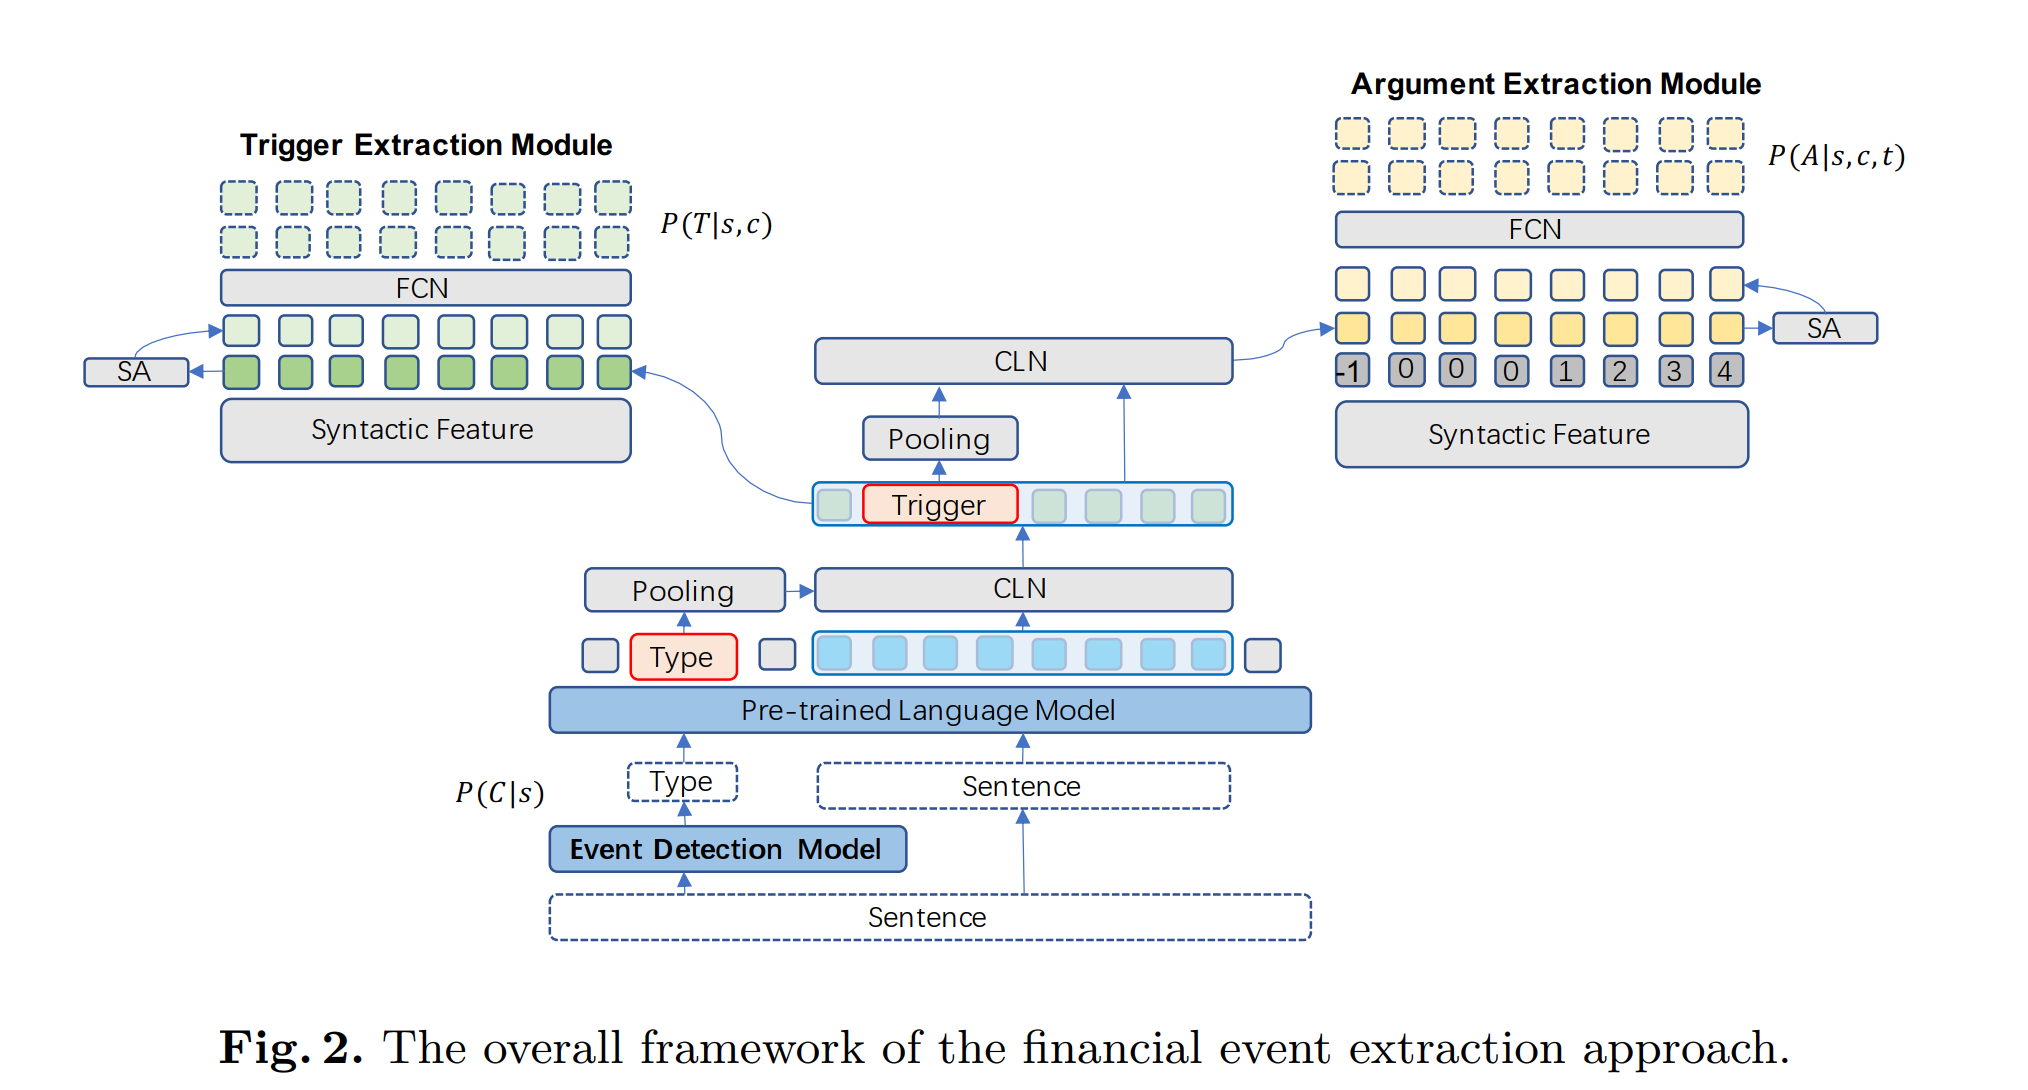 Argument Extraction Module
P(A|s,c,t)
FCN
SA
-1 0 0 0 1 2 3 4
Syntactic Feature
Trigger Extraction Module
P(T|s,c)
FCN
SA
Syntactic Feature
CLN
Pooling
Trigger
Pooling
CLN
Type
Pre-trained Language Model
P(C|s)
Type
Sentence
Event Detection Model
Sentence
Fig. 2. The overall framework of the financial event extraction approach.